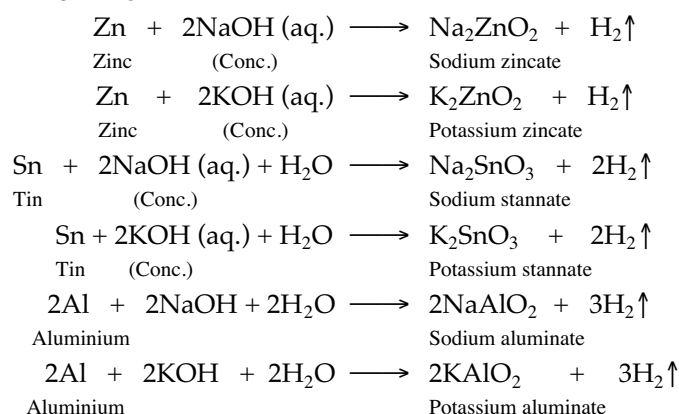 Zn + 2NaOH (aq.) ⟶ Na₂ZnO₂ + H₂↑
Zinc (Conc.) Sodium zincate
Zn + 2KOH (aq.) ⟶ K₂ZnO₂ + H₂↑
Zinc (Conc.) Potassium zincate
Sn + 2NaOH (aq.) + H₂O ⟶ Na₂SnO₃ + 2H₂↑
Tin (Conc.) Sodium stannate
Sn + 2KOH (aq.) + H₂O ⟶ K₂SnO₃ + 2H₂↑
Tin (Conc.) Potassium stannate
2Al + 2NaOH + 2H₂O ⟶ 2NaAlO₂ + 3H₂↑
Aluminium Sodium aluminate
2Al + 2KOH + 2H₂O ⟶ 2KAlO₂ + 3H₂↑
Aluminium Potassium aluminate